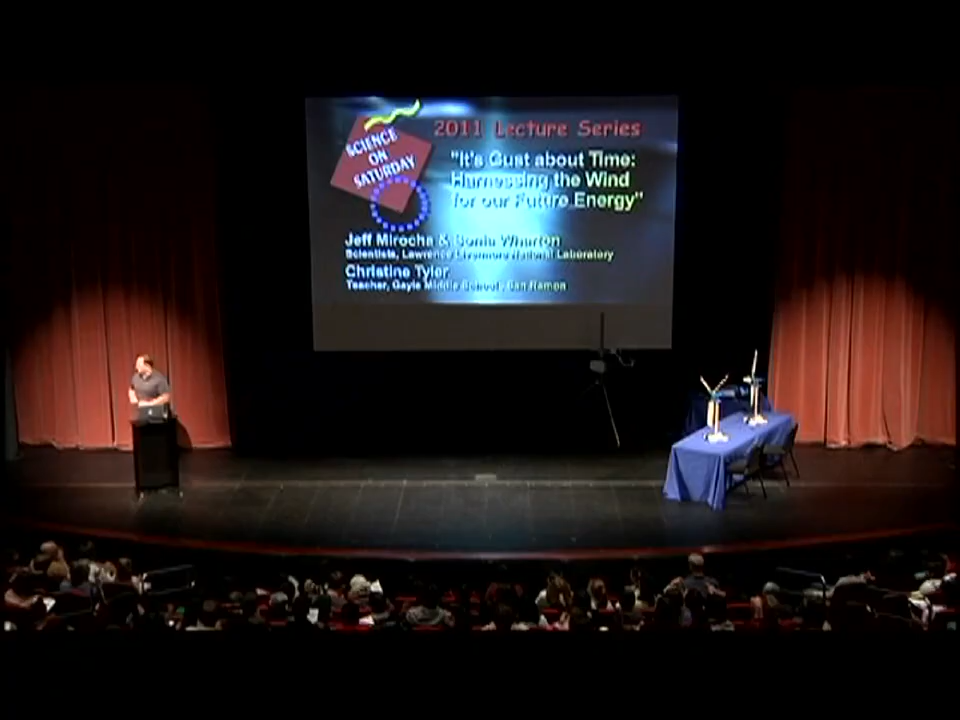 SCIENCE
ON
SATURDAY
2011 Lecture Series
"It's Gust about Time:
Harnessing the Wind
for our Future Energy"
Jeff Mirocha & Sonia Wharton
Scientists, Lawrence Livermore National Laboratory
Christine Tyler,
Teacher, Gayle Middle School, San Ramon